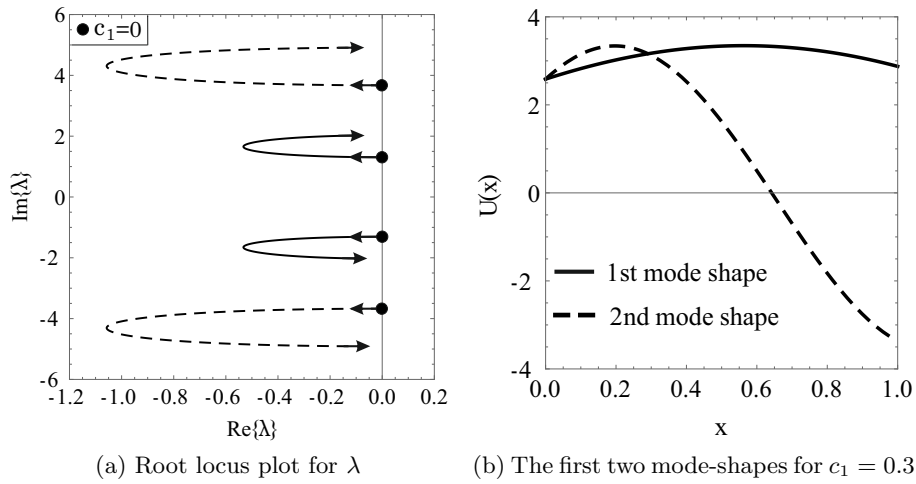 c₁=0
6
4
2
0
-2
-4
-6
Im{λ}
-1.2 -1.0 -0.8 -0.6 -0.4 -0.2 0.0 0.2
Re{λ}
(a) Root locus plot for λ
4
2
0
-2
-4
U(x)
1st mode shape
2nd mode shape
0.0 0.2 0.4 0.6 0.8 1.0
x
(b) The first two mode-shapes for c₁ = 0.3